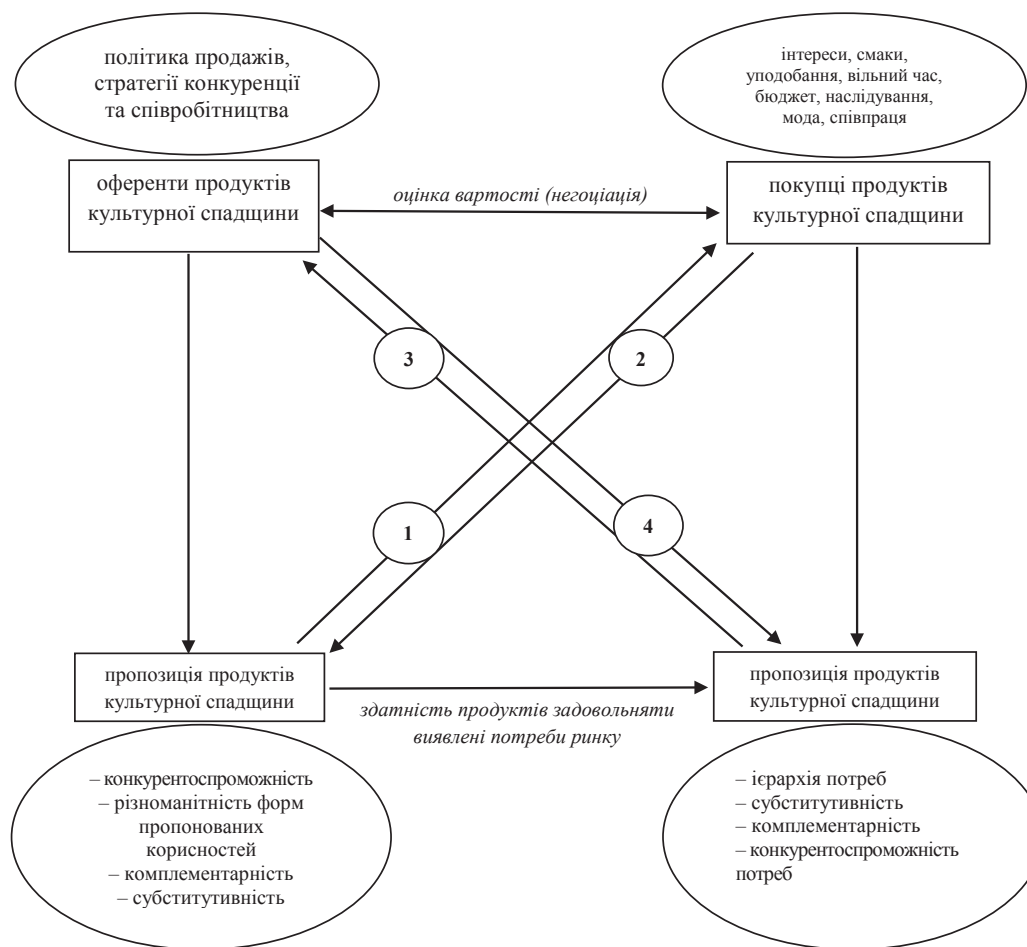 політика продажів,
стратегії конкуренції
та співробітництва
інтереси, смаки,
уподобання, вільний час,
бюджет, наслідування,
мода, співпраця
оференти продуктів
культурної спадщини
оцінка вартості (негоціація)
покупці продуктів
культурної спадщини
3
2
1
4
пропозиція продуктів
культурної спадщини
здатність продуктів задовольняти
виявлені потреби ринку
пропозиція продуктів
культурної спадщини
– конкурентоспроможність
– різноманітність форм
пропонованих
корисностей
– комплементарність
– субститутивність
– ієрархія потреб
– субститутивність
– комплементарність
– конкурентоспроможність
потреб